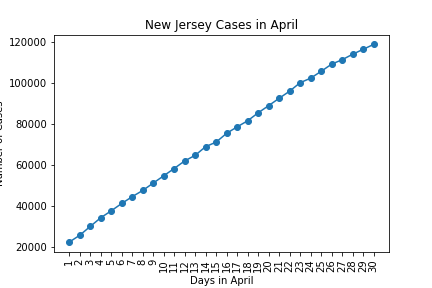 New Jersey Cases in April
120000
100000
80000
60000
40000
20000
Number of Cases
1 2 3 4 5 6 7 8 9 10 11 12 13 14 15 16 17 18 19 20 21 22 23 24 25 26 27 28 29 30
Days in April